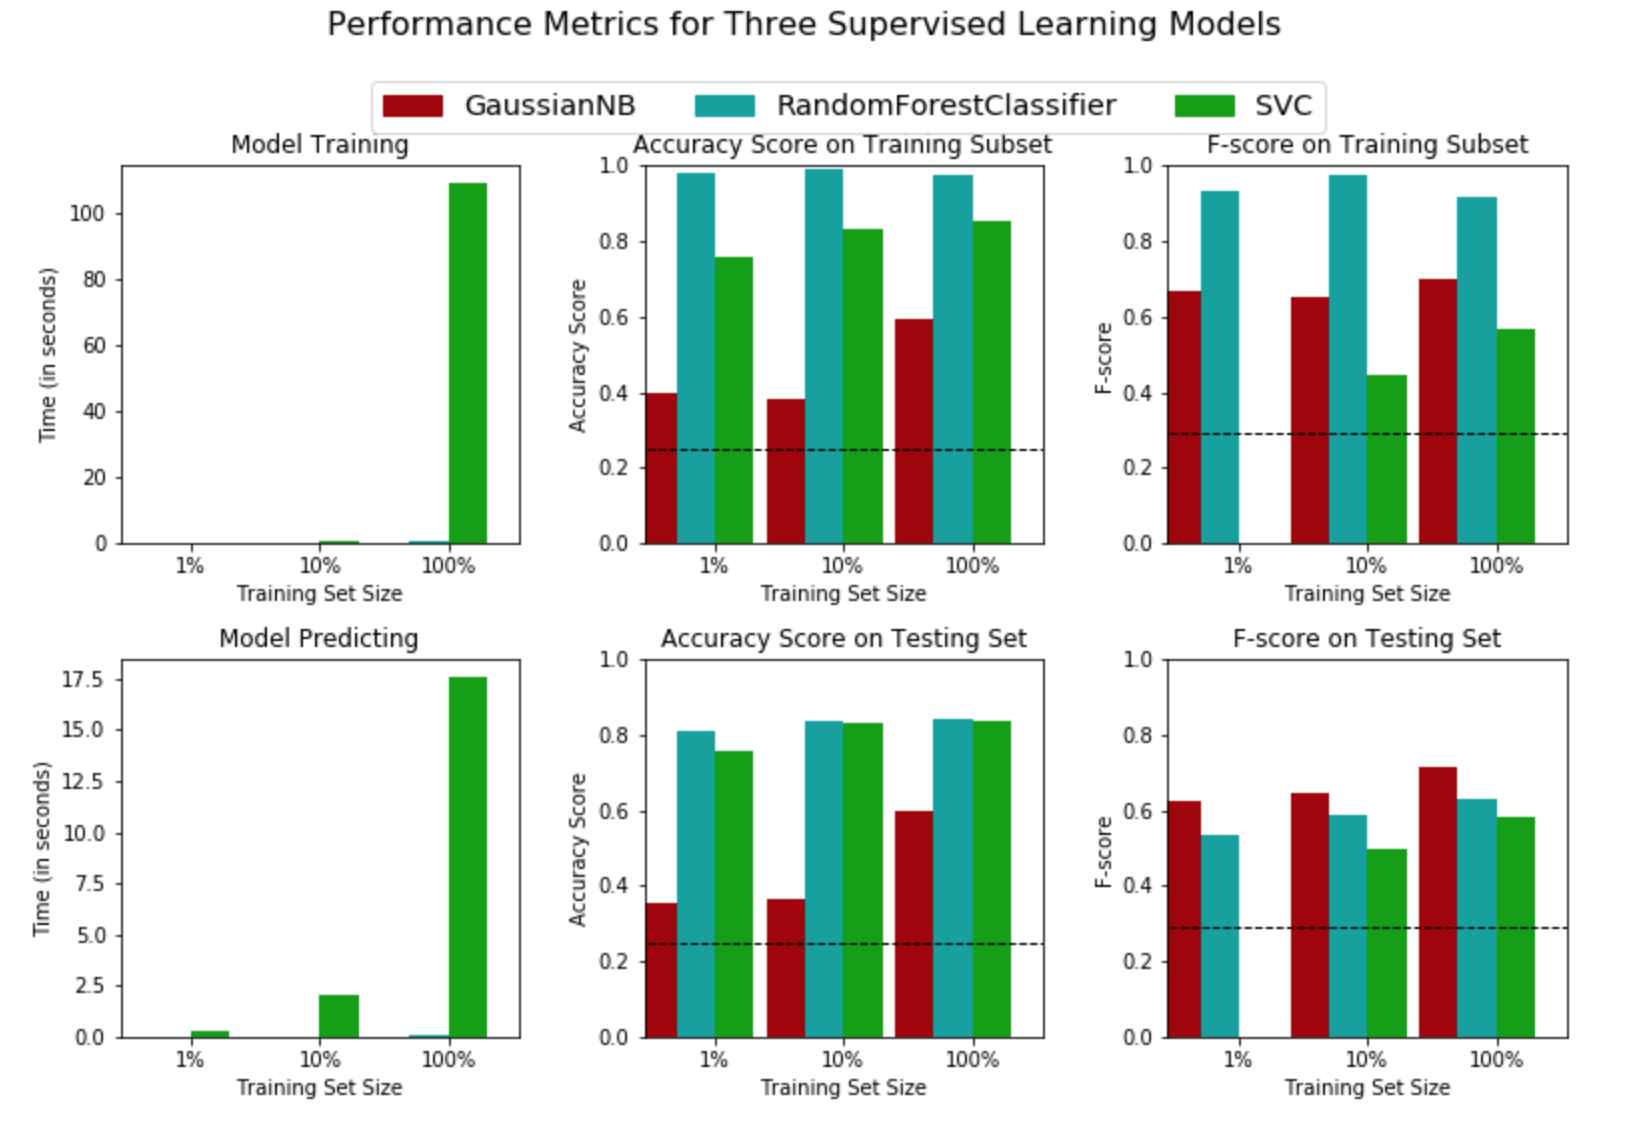 Performance Metrics for Three Supervised Learning Models
GaussianNB RandomForestClassifier SVC
Model Training
Time (in seconds)
100
80
60
40
20
0
1% 10% 100%
Training Set Size
Accuracy Score on Training Subset
Accuracy Score
1.0
0.8
0.6
0.4
0.2
0.0
1% 10% 100%
Training Set Size
F-score on Training Subset
F-score
1.0
0.8
0.6
0.4
0.2
0.0
1% 10% 100%
Training Set Size
Model Predicting
Time (in seconds)
17.5
15.0
12.5
10.0
7.5
5.0
2.5
0.0
1% 10% 100%
Training Set Size
Accuracy Score on Testing Set
Accuracy Score
1.0
0.8
0.6
0.4
0.2
0.0
1% 10% 100%
Training Set Size
F-score on Testing Set
F-score
1.0
0.8
0.6
0.4
0.2
0.0
1% 10% 100%
Training Set Size